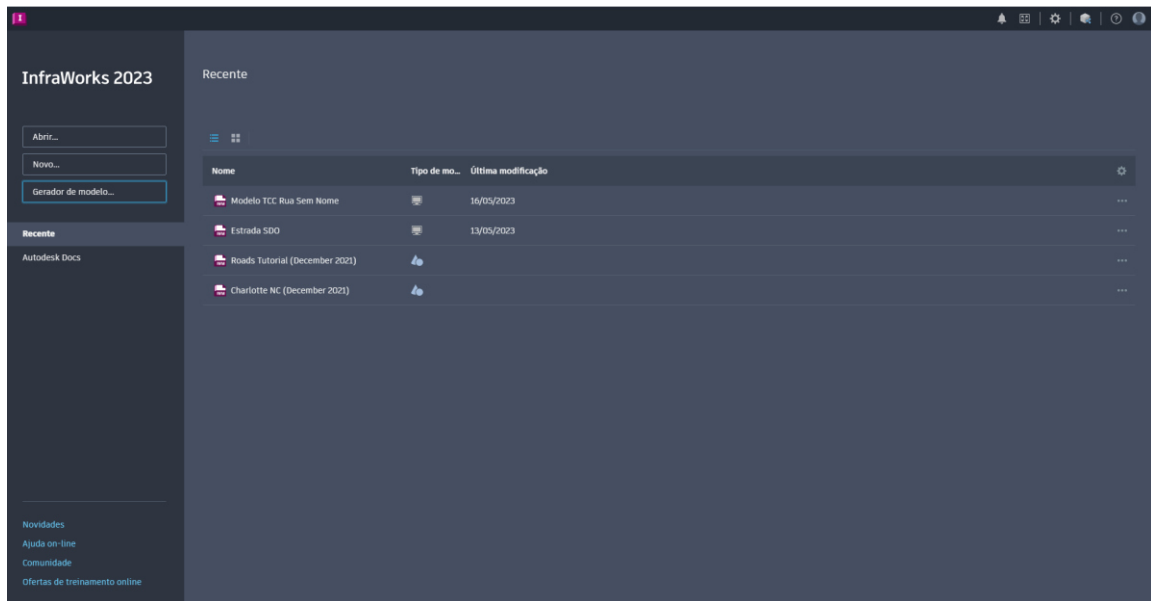 I
InfraWorks 2023
Abrir...
Novo...
Gerador de modelo...
Recente
Autodesk Docs
Novidades
Ajuda on-line
Comunidade
Ofertas de treinamento online
Recente
Nome Tipo de mo... Última modificação
Modelo TCC Rua Sem Nome 16/05/2023
Estrada SDO 13/05/2023
Roads Tutorial (December 2021)
Charlotte NC (December 2021)